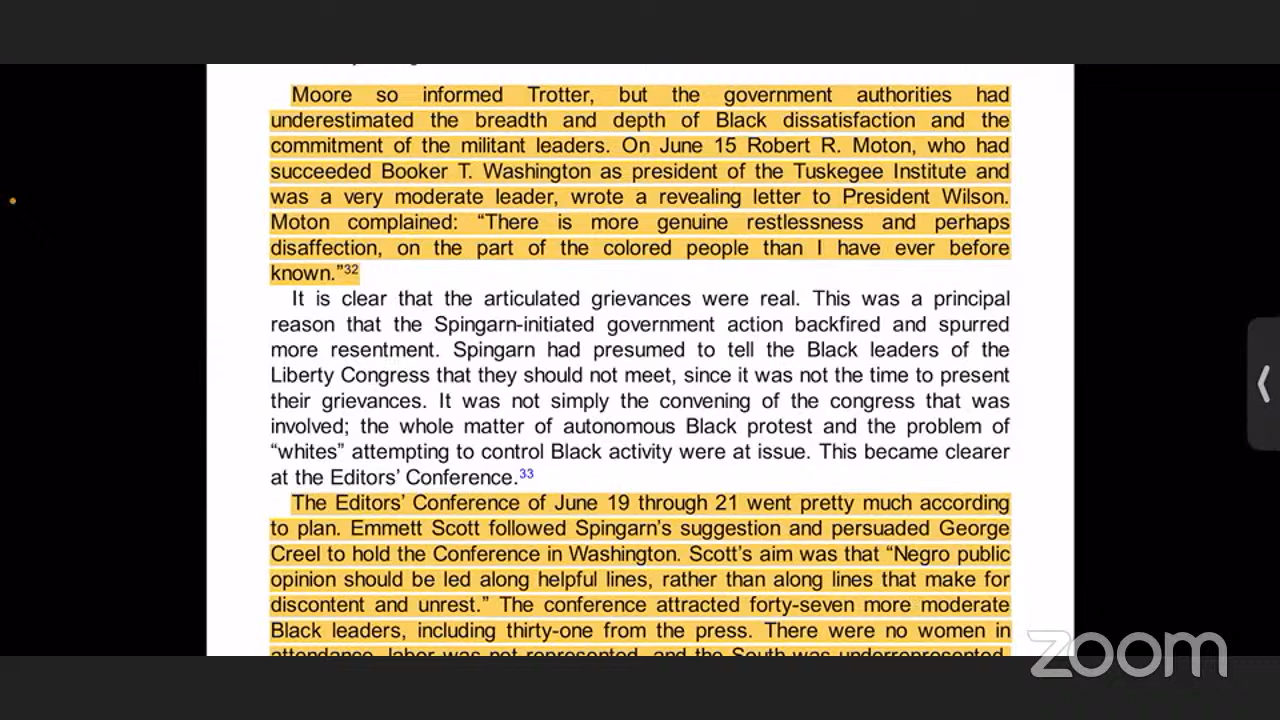 Moore so informed Trotter, but the government authorities had
underestimated the breadth and depth of Black dissatisfaction and the
commitment of the militant leaders. On June 15 Robert R. Moton, who had
succeeded Booker T. Washington as president of the Tuskegee Institute and
was a very moderate leader, wrote a revealing letter to President Wilson.
Moton complained: “There is more genuine restlessness and perhaps
disaffection, on the part of the colored people than I have ever before
known.”32
It is clear that the articulated grievances were real. This was a principal
reason that the Spingarn-initiated government action backfired and spurred
more resentment. Spingarn had presumed to tell the Black leaders of the
Liberty Congress that they should not meet, since it was not the time to present
their grievances. It was not simply the convening of the congress that was
involved; the whole matter of autonomous Black protest and the problem of
“whites” attempting to control Black activity were at issue. This became clearer
at the Editors’ Conference.33
The Editors’ Conference of June 19 through 21 went pretty much according
to plan. Emmett Scott followed Spingarn’s suggestion and persuaded George
Creel to hold the Conference in Washington. Scott’s aim was that “Negro public
opinion should be led along helpful lines, rather than along lines that make for
discontent and unrest.” The conference attracted forty-seven more moderate
Black leaders, including thirty-one from the press. There were no women in
attendance, labor was not represented, and the South was underrepresented.
zoom